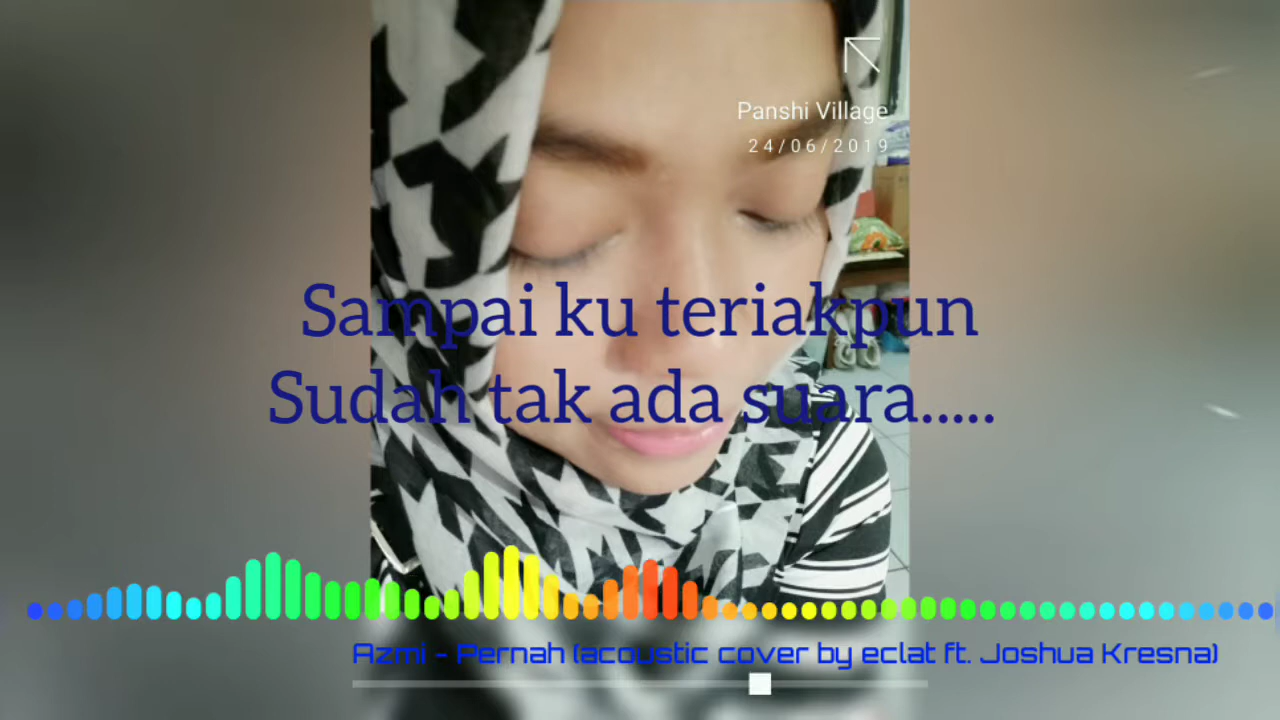 Panshi Village
24/06/2019
Sampai ku teriakpun
Sudah tak ada suara.....
Azmi - Pernah (acoustic cover by eclat ft. Joshua Kresna)